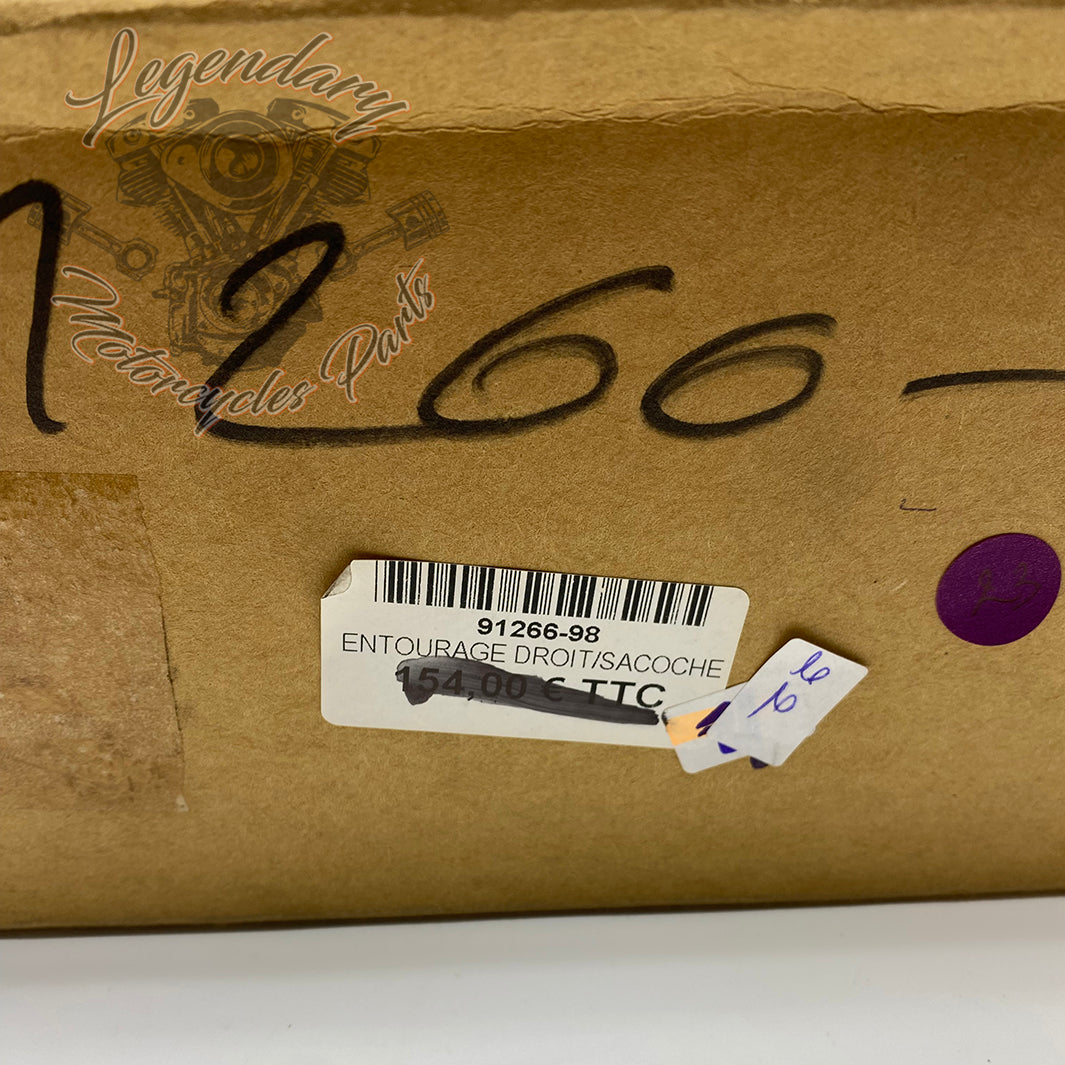 Legendary
Motorcycles Parts
1266-
91266-98
ENTOURAGE DROIT/SACOCHE
154,00 € TTC